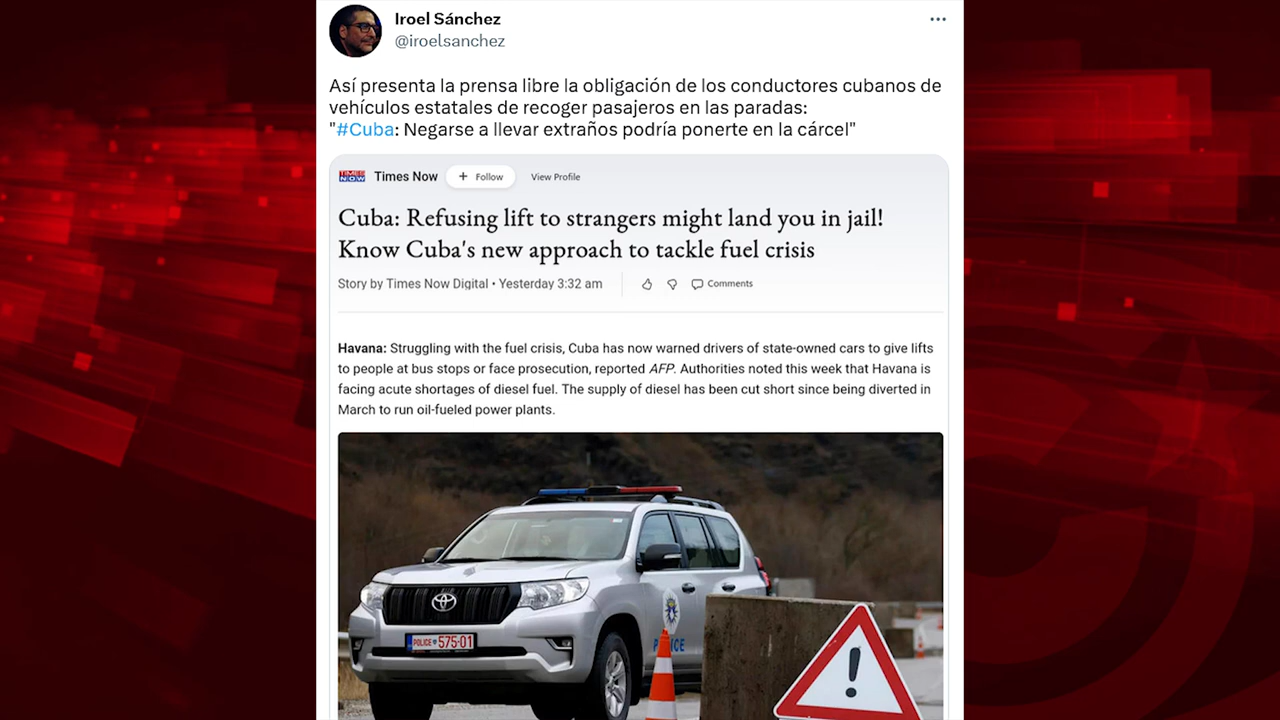 Iroel Sánchez
@iroelsanchez
Así presenta la prensa libre la obligación de los conductores cubanos de
vehículos estatales de recoger pasajeros en las paradas:
"#Cuba: Negarse a llevar extraños podría ponerte en la cárcel"
TIMES NOW Times Now + Follow View Profile
Cuba: Refusing lift to strangers might land you in jail!
Know Cuba's new approach to tackle fuel crisis
Story by Times Now Digital • Yesterday 3:32 am Comments
Havana: Struggling with the fuel crisis, Cuba has now warned drivers of state-owned cars to give lifts
to people at bus stops or face prosecution, reported AFP. Authorities noted this week that Havana is
facing acute shortages of diesel fuel. The supply of diesel has been cut short since being diverted in
March to run oil-fueled power plants.
POLICE 575-01